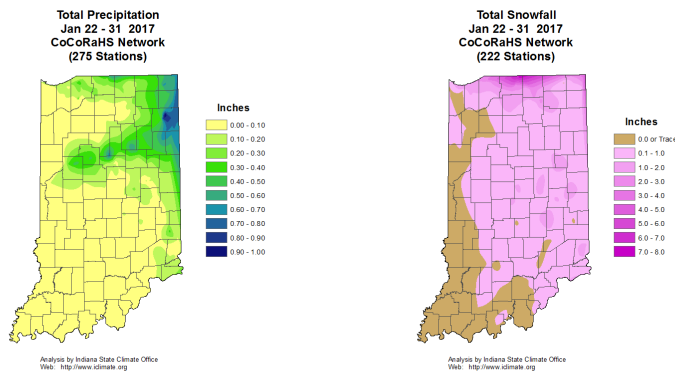 Total Precipitation
Jan 22 - 31 2017
CoCoRaHS Network
(275 Stations)
Inches
0.00 - 0.10
0.10 - 0.20
0.20 - 0.30
0.30 - 0.40
0.40 - 0.50
0.50 - 0.60
0.60 - 0.70
0.70 - 0.80
0.80 - 0.90
0.90 - 1.00
Analysis by Indiana State Climate Office
Web: http://www.iclimate.org
Total Snowfall
Jan 22 - 31 2017
CoCoRaHS Network
(222 Stations)
Inches
0.0 or Trace
0.1 - 1.0
1.0 - 2.0
2.0 - 3.0
3.0 - 4.0
4.0 - 5.0
5.0 - 6.0
6.0 - 7.0
7.0 - 8.0
Analysis by Indiana State Climate Office
Web: http://www.iclimate.org